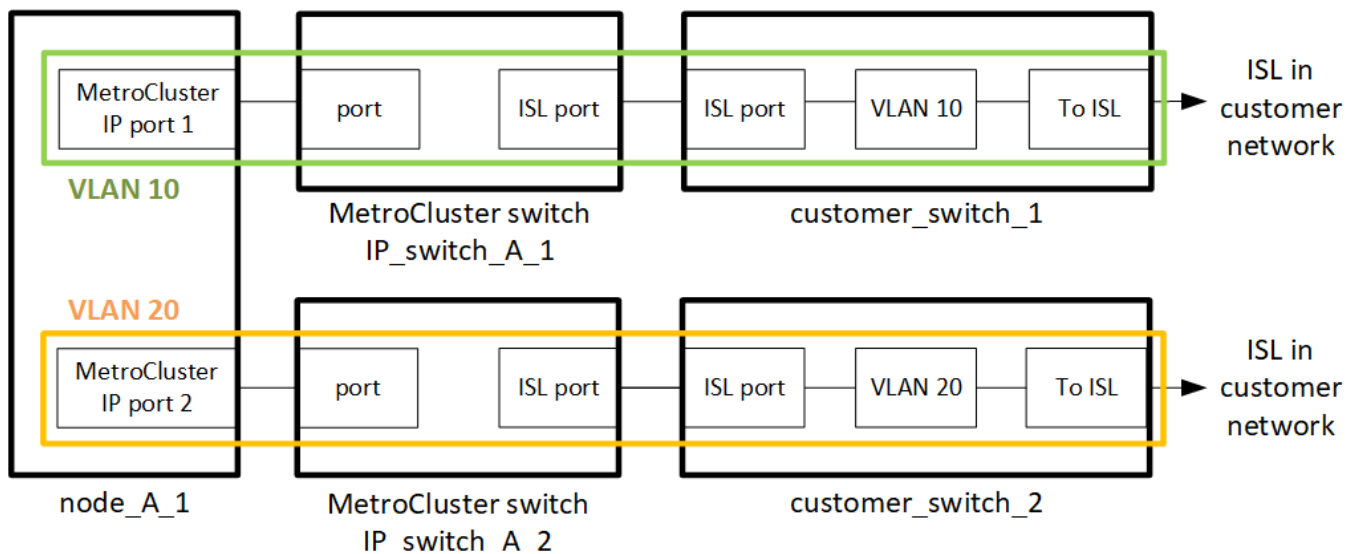 MetroCluster
IP port 1
port
ISL port
ISL port
VLAN 10
To ISL
ISL in
customer
network
VLAN 10
MetroCluster switch
IP_switch_A_1
customer_switch_1
VLAN 20
MetroCluster
IP port 2
port
ISL port
ISL port
VLAN 20
To ISL
ISL in
customer
network
node_A_1
MetroCluster switch
IP_switch_A_2
customer_switch_2